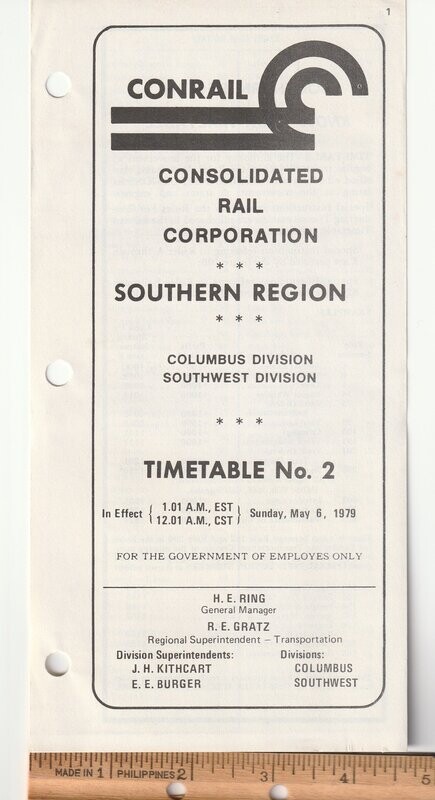 1
CONRAIL
CONSOLIDATED
RAIL
CORPORATION
* * *
SOUTHERN REGION
* * *
COLUMBUS DIVISION
SOUTHWEST DIVISION
* * *
TIMETABLE No. 2
In Effect { 1.01 A.M., EST } Sunday, May 6, 1979
{ 12.01 A.M., CST }
FOR THE GOVERNMENT OF EMPLOYES ONLY
H. E. RING
General Manager
R. E. GRATZ
Regional Superintendent – Transportation
Division Superintendents: Divisions:
J. H. KITHCART COLUMBUS
E. E. BURGER SOUTHWEST
MADE IN 1 PHILIPPINES 2 3 4 5